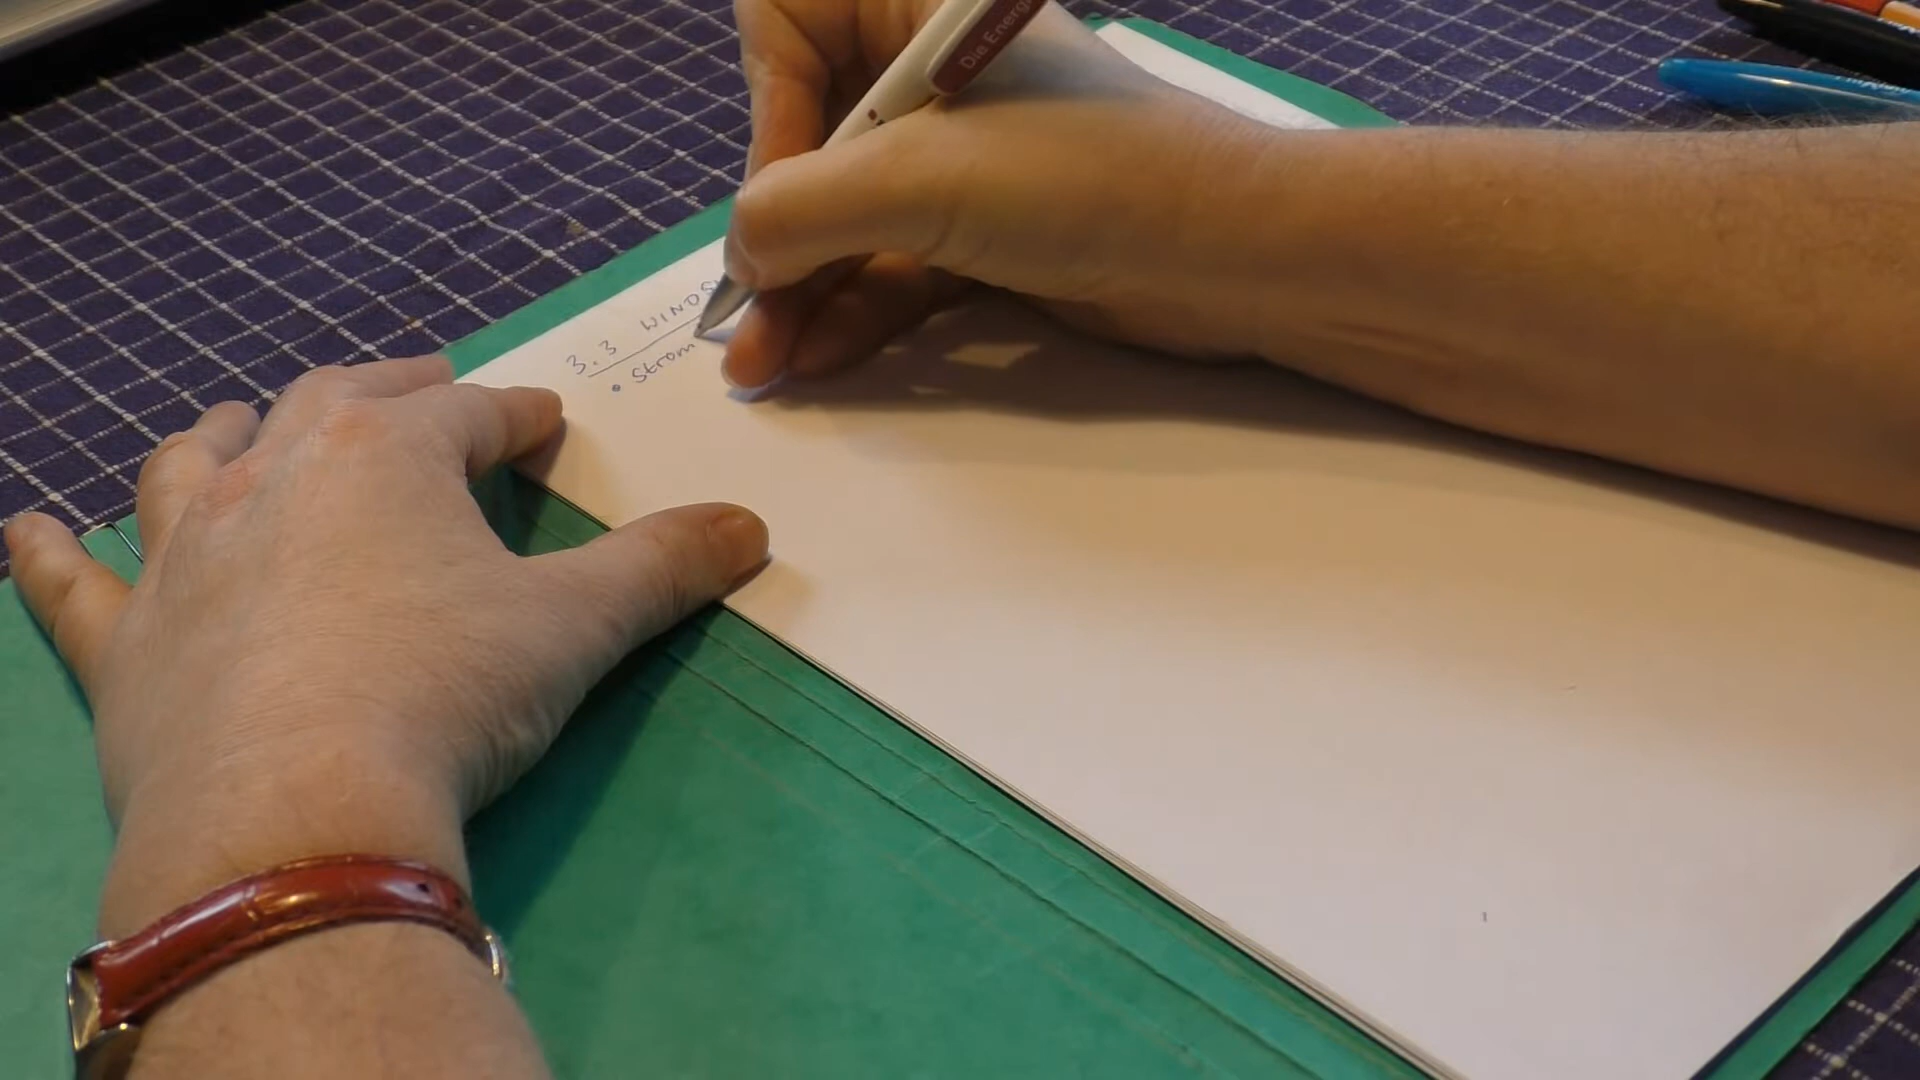 Die Energ
3.3 WINDS
• Strom